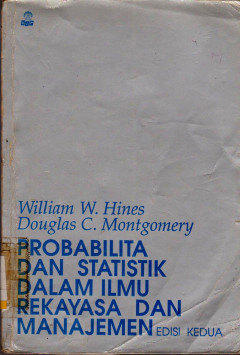 William W. Hines
Douglas C. Montgomery
PROBABILITA
DAN STATISTIK
DALAM ILMU
REKAYASA DAN
MANAJEMEN EDISI KEDUA